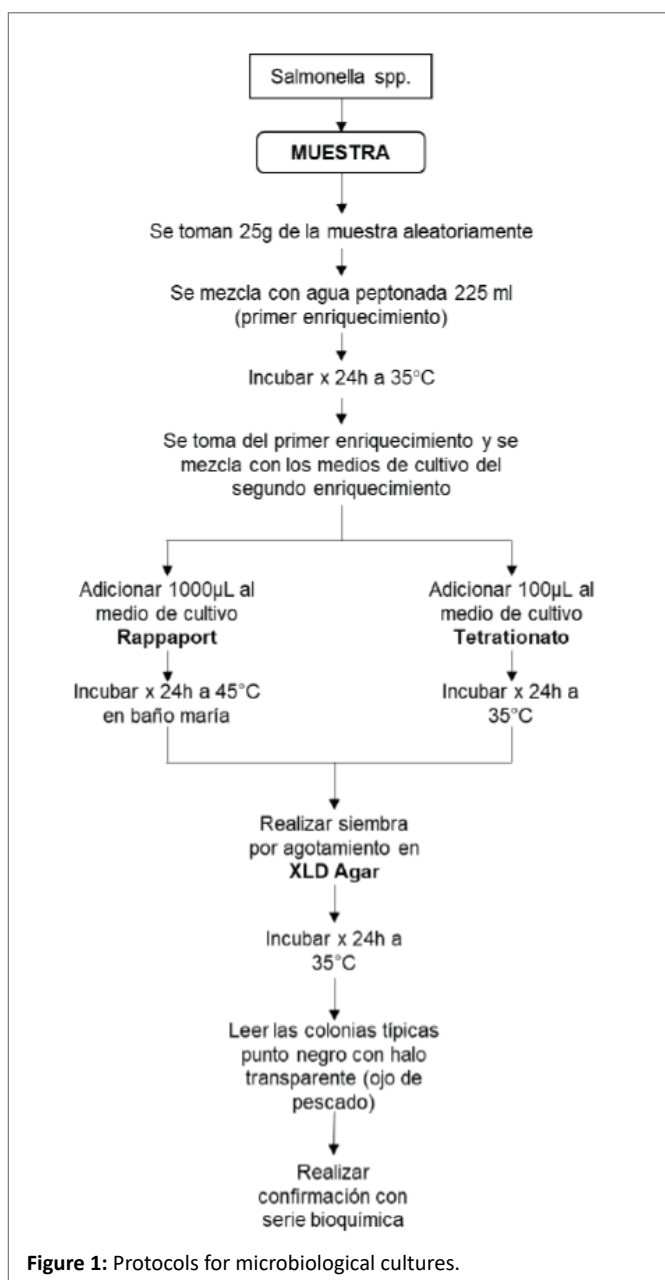 Salmonella spp.
MUESTRA
Se toman 25g de la muestra aleatoriamente
Se mezcla con agua peptonada 225 ml
(primer enriquecimiento)
Incubar x 24h a 35°C
Se toma del primer enriquecimiento y se
mezcla con los medios de cultivo del
segundo enriquecimiento
Adicionar 1000µL al
medio de cultivo
Rappaport
Incubar x 24h a 45°C
en baño maría
Adicionar 100µL al
medio de cultivo
Tetrationato
Incubar x 24h a
35°C
Realizar siembra
por agotamiento en
XLD Agar
Incubar x 24h a
35°C
Leer las colonias típicas
punto negro con halo
transparente (ojo de
pescado)
Realizar
confirmación con
serie bioquímica
Figure 1: Protocols for microbiological cultures.